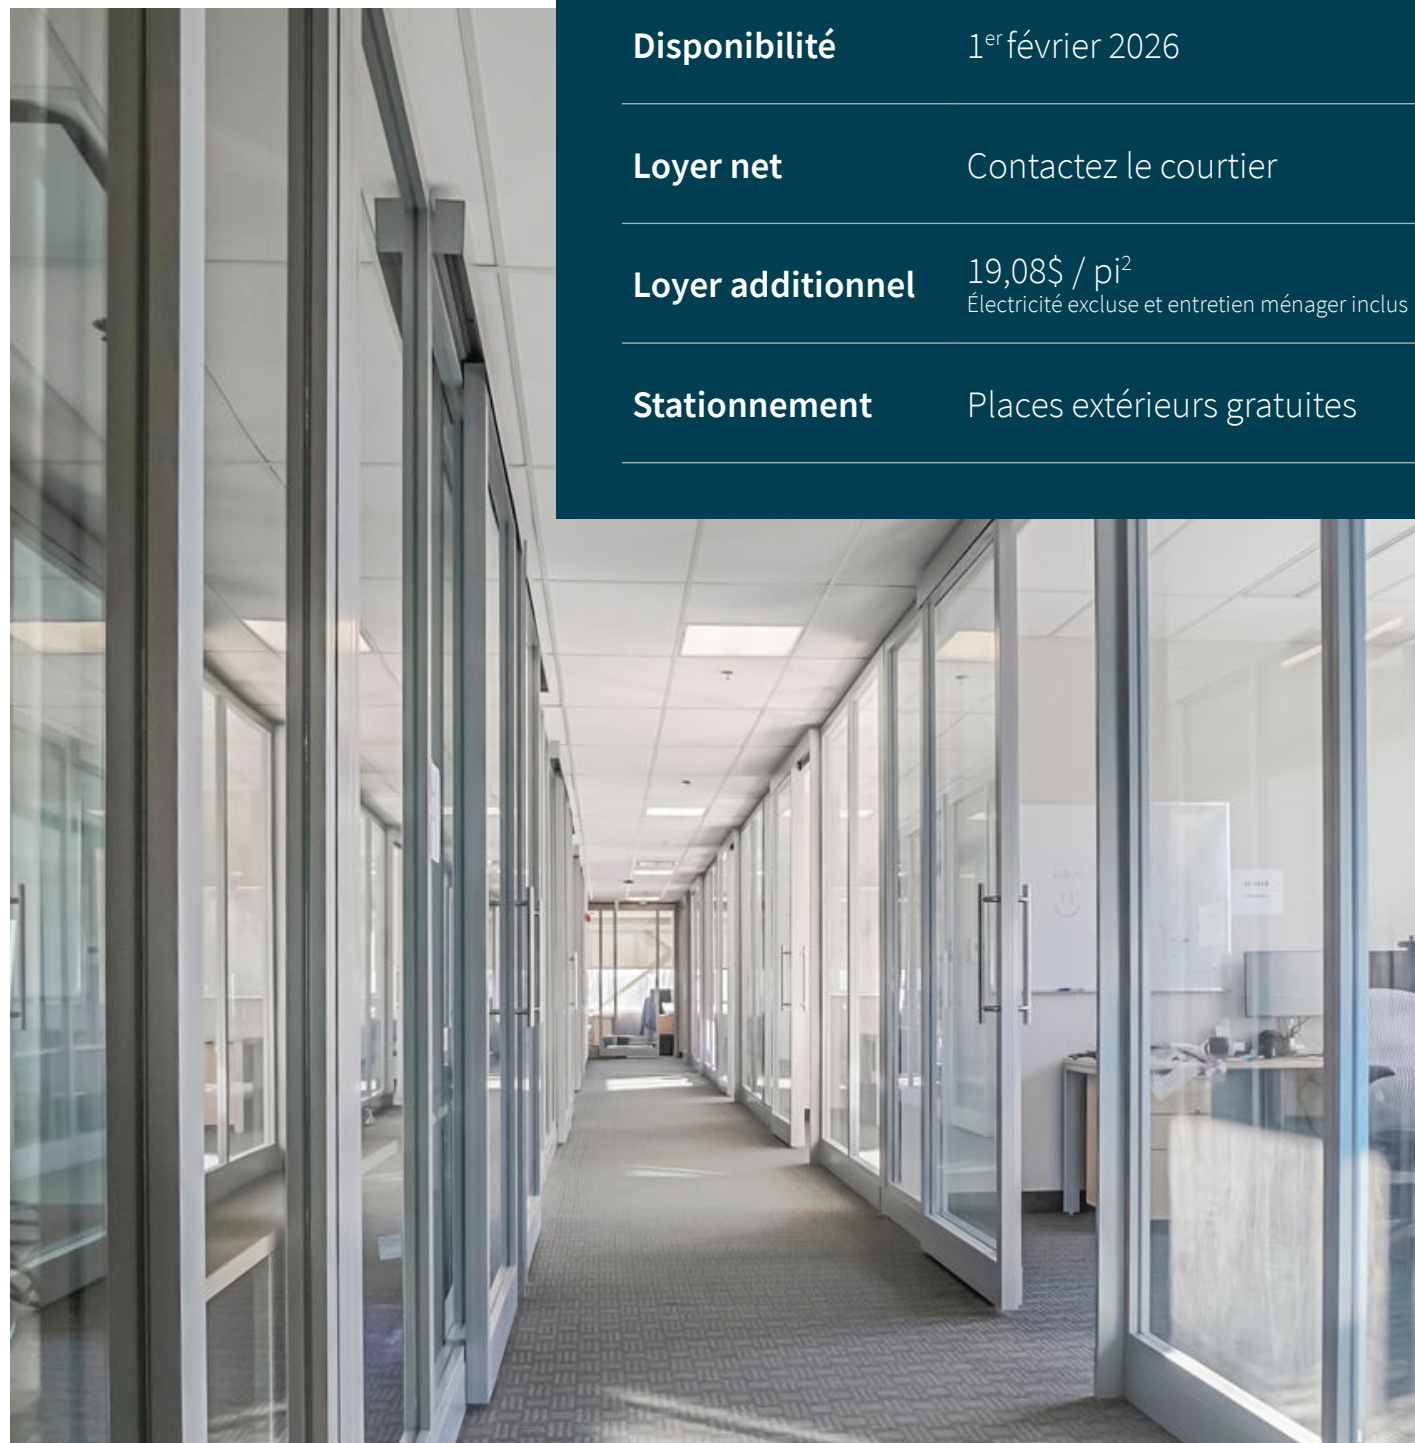 Disponibilité 1er février 2026
Loyer net Contactez le courtier
Loyer additionnel 19,08$ / pi²
Électricité excluse et entretien ménager inclus
Stationnement Places extérieurs gratuites